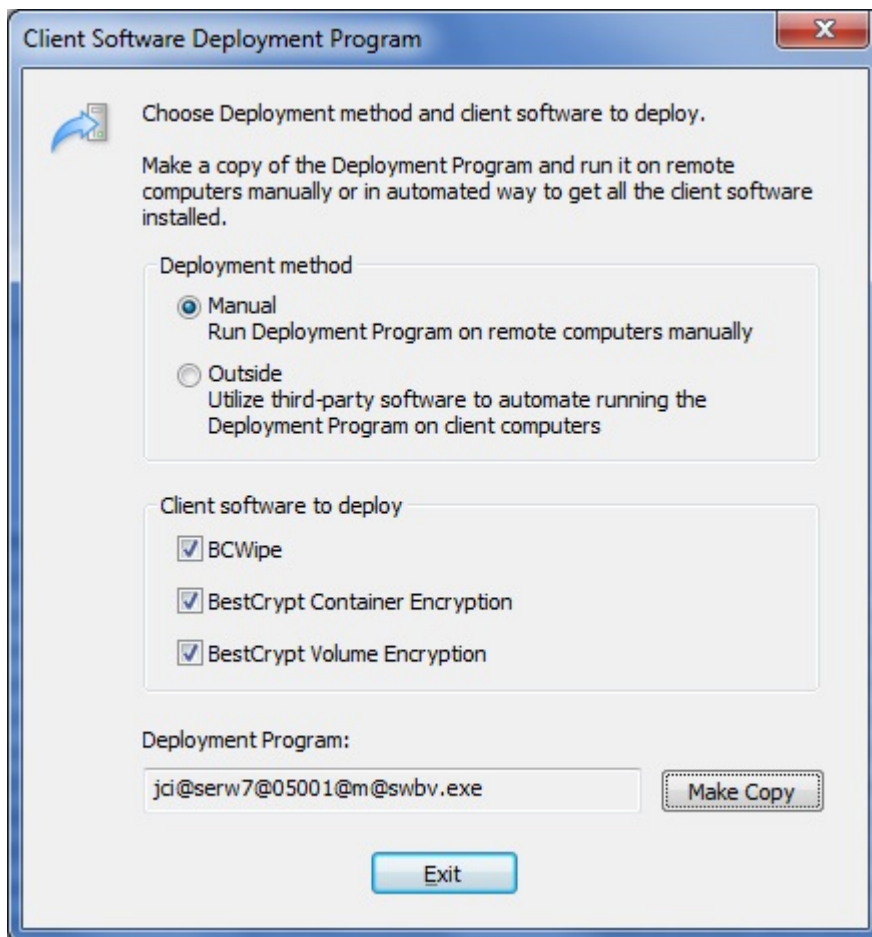 Client Software Deployment Program
Choose Deployment method and client software to deploy.
Make a copy of the Deployment Program and run it on remote
computers manually or in automated way to get all the client software
installed.
Deployment method
Manual
Run Deployment Program on remote computers manually
Outside
Utilize third-party software to automate running the
Deployment Program on client computers
Client software to deploy
BCWipe
BestCrypt Container Encryption
BestCrypt Volume Encryption
Deployment Program:
jci@serw7@05001@m@swbv.exe
Make Copy
Exit